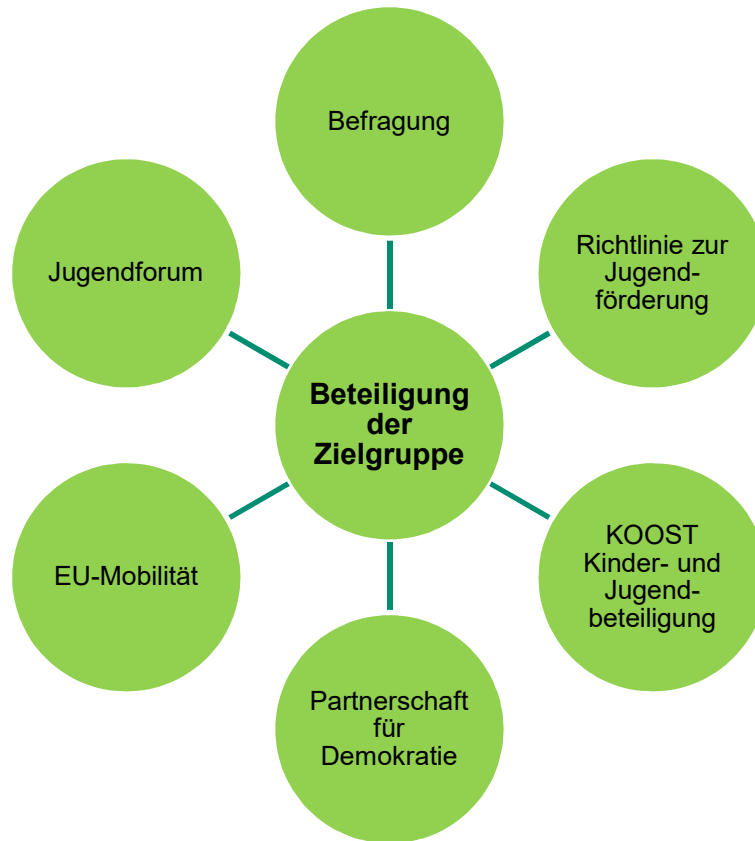 Befragung
Richtlinie zur
Jugend-
förderung
Jugendforum
Beteiligung
der
Zielgruppe
KOOST
Kinder- und
Jugend-
beteiligung
EU-Mobilität
Partnerschaft
für
Demokratie